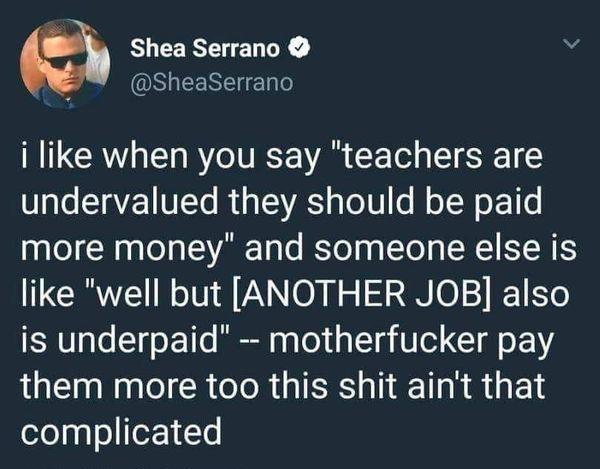 Shea Serrano
@SheaSerrano
i like when you say "teachers are
undervalued they should be paid
more money" and someone else is
like "well but [ANOTHER JOB] also
is underpaid" -- motherfucker pay
them more too this shit ain't that
complicated